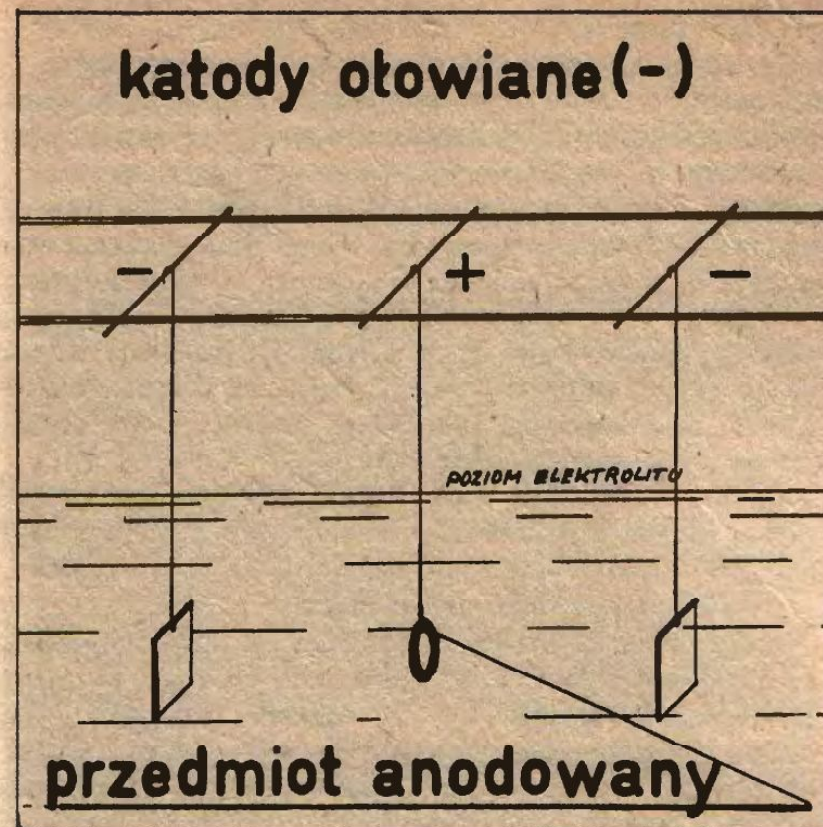 katody ołowiane(-)
- + -
POZIOM ELEKTROLITU
przedmiot anodowany